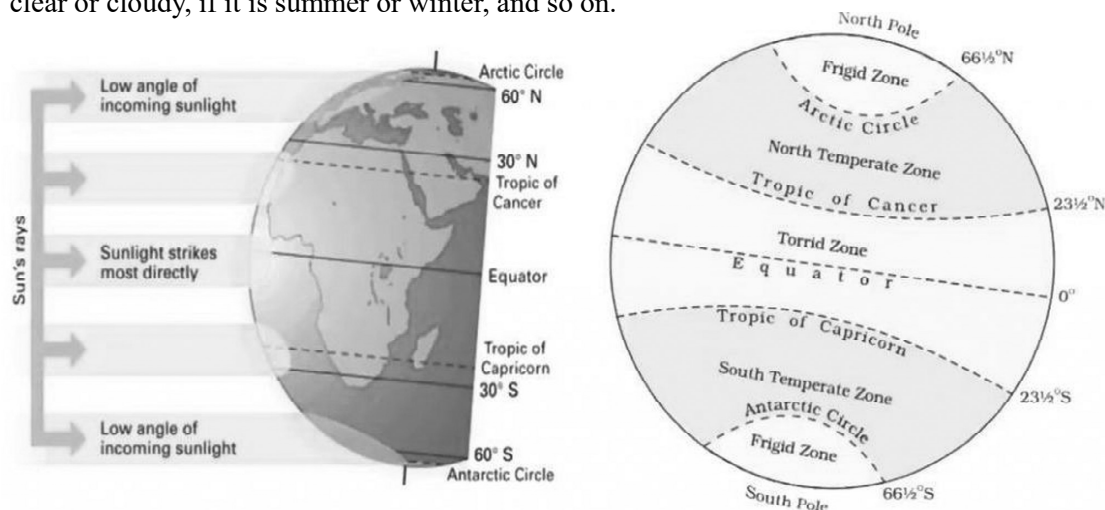 clear or cloudy, if it is summer or winter, and so on.
Sun's rays
Low angle of
incoming sunlight
Sunlight strikes
most directly
Low angle of
incoming sunlight
Arctic Circle
60° N
30° N
Tropic of
Cancer
Equator
Tropic of
Capricorn
30° S
60° S
Antarctic Circle
North Pole
66½°N
Frigid Zone
Arctic Circle
North Temperate Zone
Tropic of Cancer
23½°N
Torrid Zone
Equator
0°
Tropic of Capricorn
South Temperate Zone
23½°S
Antarctic Circle
Frigid Zone
66½°S
South Pole